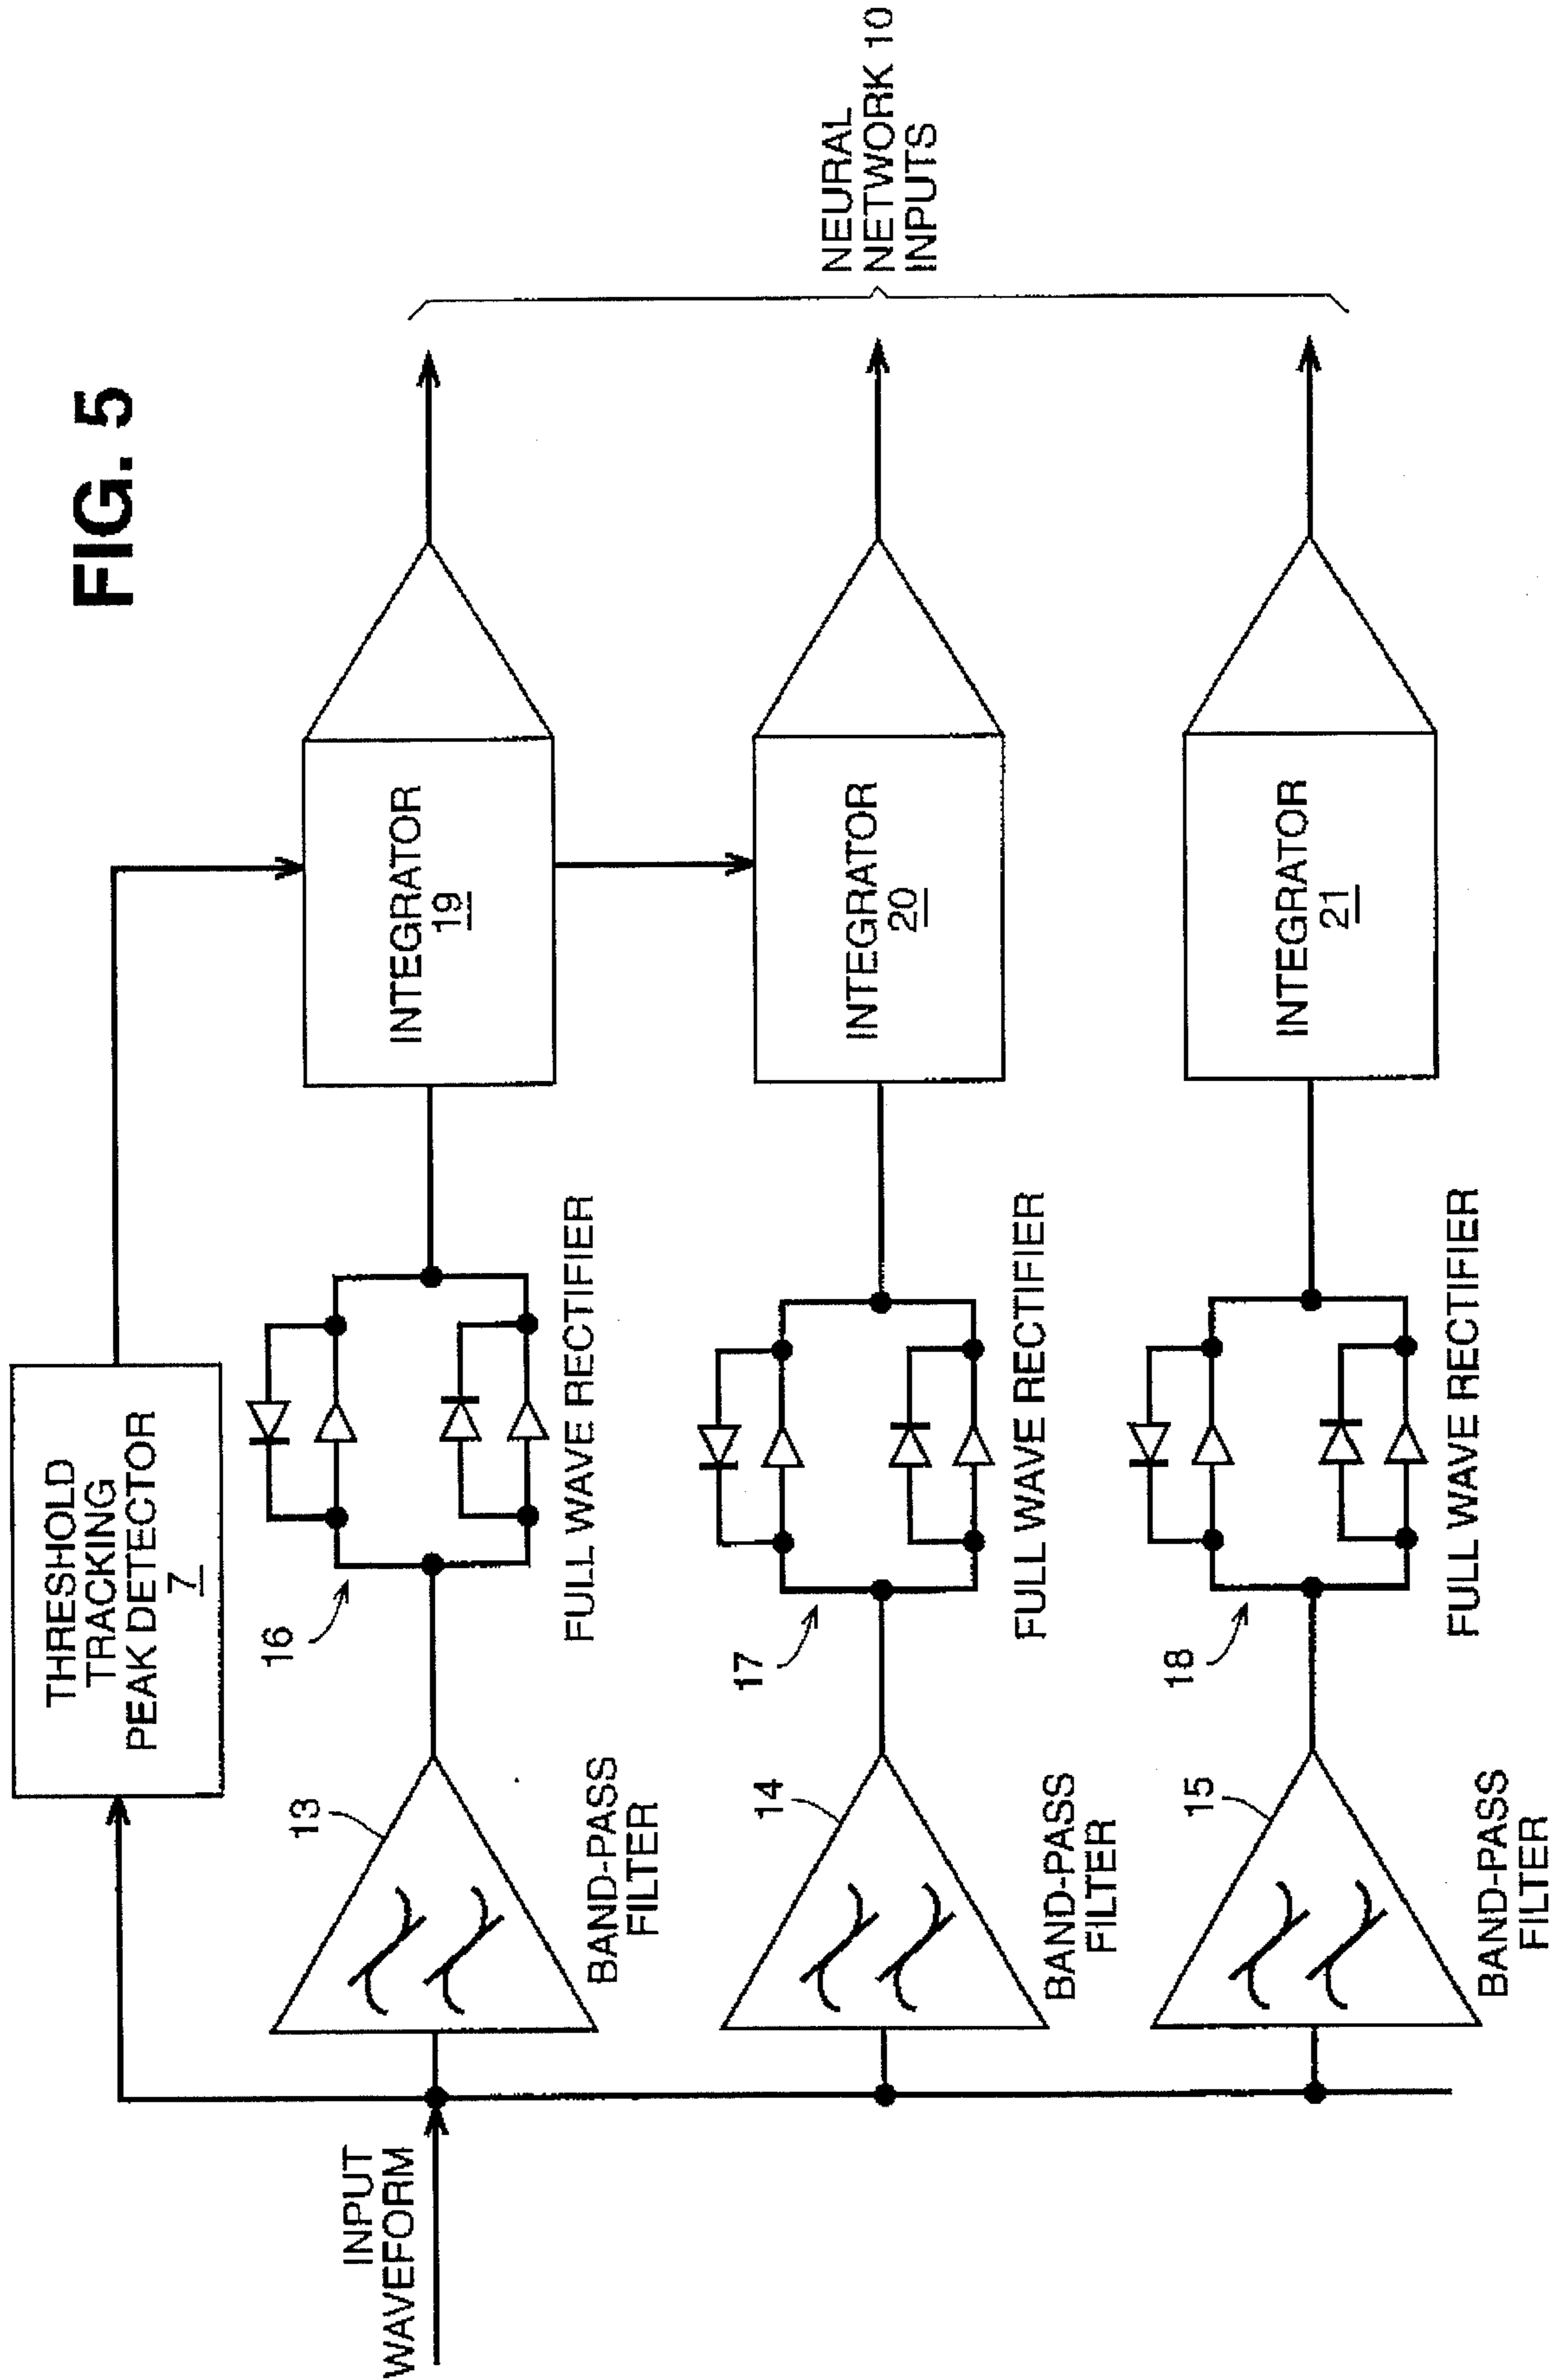 FIG. 5
THRESHOLD
TRACKING
PEAK DETECTOR
7
INPUT
WAVEFORM
13
BAND-PASS
FILTER
16
FULL WAVE RECTIFIER
INTEGRATOR
19
14
BAND-PASS
FILTER
17
FULL WAVE RECTIFIER
INTEGRATOR
20
15
BAND-PASS
FILTER
18
FULL WAVE RECTIFIER
INTEGRATOR
21
NEURAL
NETWORK 10
INPUTS